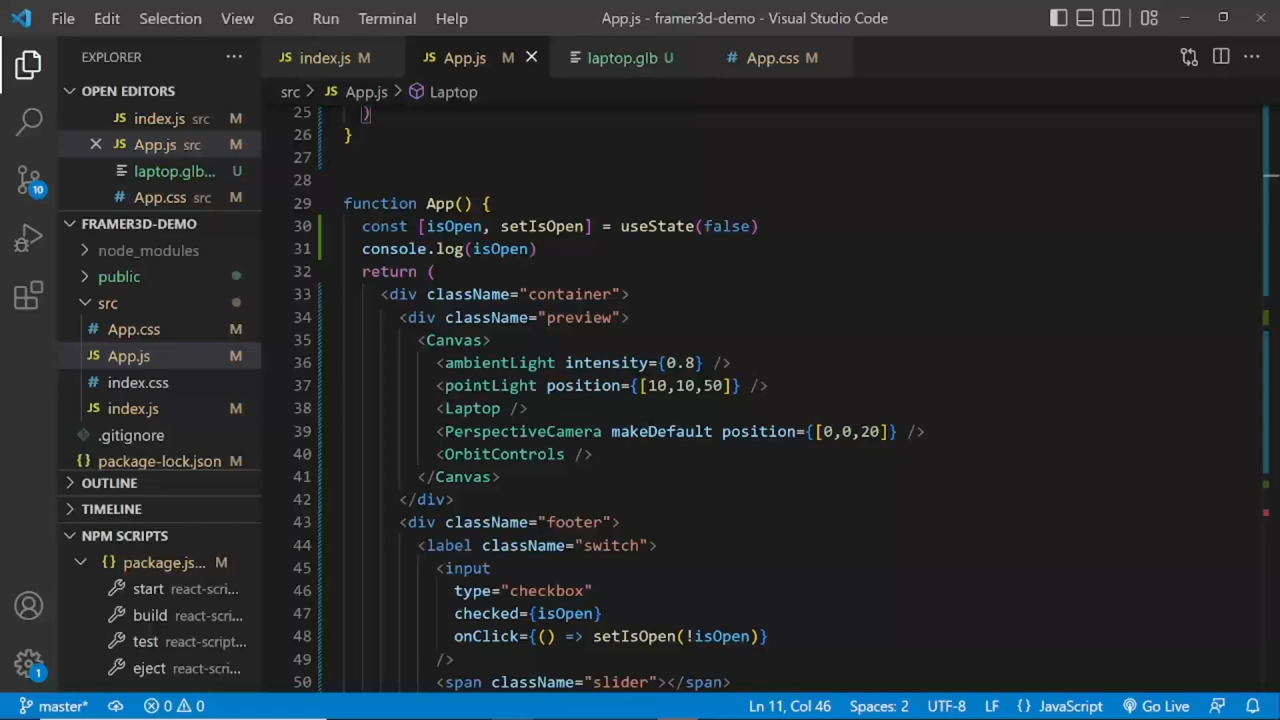 File Edit Selection View Go Run Terminal Help App.js - framer3d-demo - Visual Studio Code
EXPLORER ...
JS index.js M
JS App.js M
laptop.glb U
# App.css M
src > JS App.js > Laptop
OPEN EDITORS
JS index.js src M
JS App.js src M
laptop.glb... U
# App.css src M
FRAMER3D-DEMO
node_modules
public
src
# App.css M
JS App.js M
# index.css
JS index.js M
.gitignore
{} package-lock.json M
OUTLINE
TIMELINE
NPM SCRIPTS
{} package.js... M
start react-scri...
build react-scri...
test react-script...
eject react-scri...
10
1
25 )
26 }
27
28
29 function App() {
30 const [isOpen, setIsOpen] = useState(false)
31 console.log(isOpen)
32 return (
33 <div className="container">
34 <div className="preview">
35 <Canvas>
36 <ambientLight intensity={0.8} />
37 <pointLight position={[10,10,50]} />
38 <Laptop />
39 <PerspectiveCamera makeDefault position={[0,0,20]} />
40 <OrbitControls />
41 </Canvas>
42 </div>
43 <div className="footer">
44 <label className="switch">
45 <input
46 type="checkbox"
47 checked={isOpen}
48 onClick={() => setIsOpen(!isOpen)}
49 />
50 <span className="slider"></span>
master* 0 0 Ln 11, Col 46 Spaces: 2 UTF-8 LF {} JavaScript Go Live